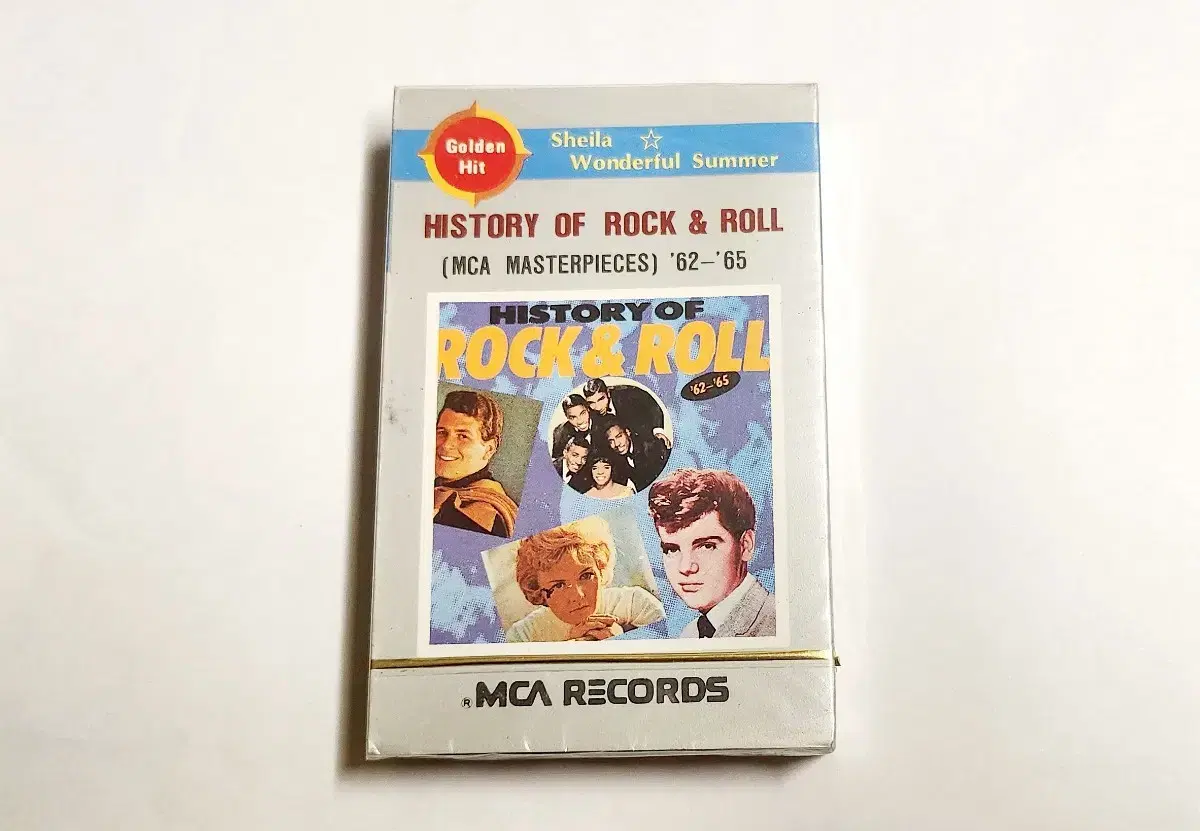 Golden
Hit
Sheila ☆
Wonderful Summer
HISTORY OF ROCK & ROLL
(MCA MASTERPIECES) '62–'65
HISTORY OF
ROCK & ROLL
'62–'65
® MCA RECORDS